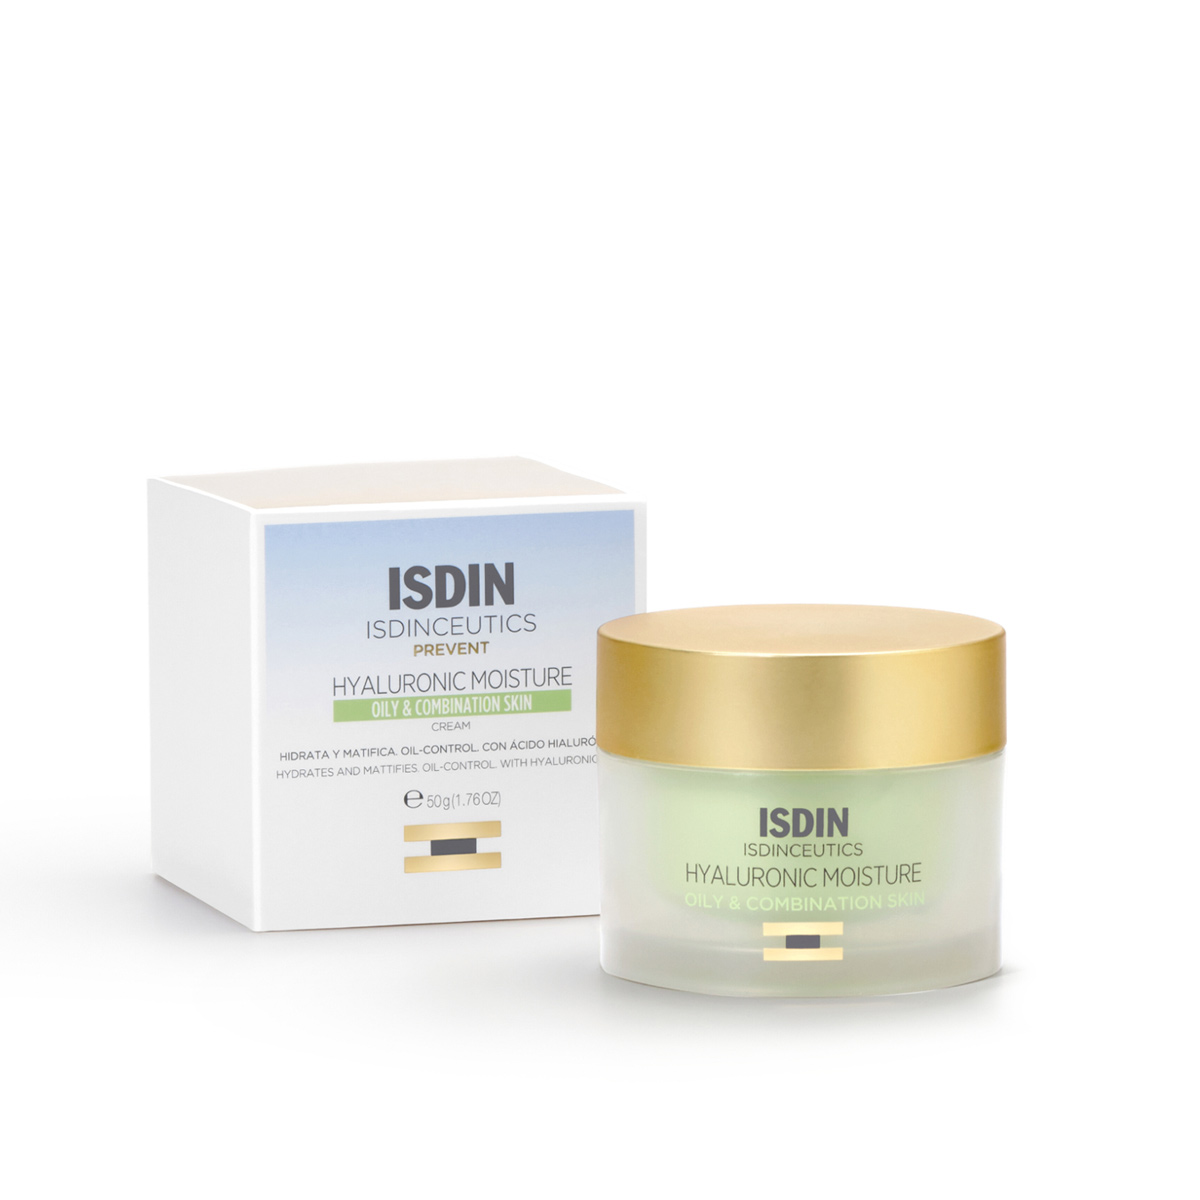 ISDIN
ISDINCEUTICS
PREVENT
HYALURONIC MOISTURE
OILY & COMBINATION SKIN
CREAM
HIDRATA Y MATIFICA. OIL-CONTROL. CON ÁCIDO HIALURÓ
HYDRATES AND MATTIFIES. OIL-CONTROL. WITH HYALURONIC
℮ 50g(1.76OZ)
ISDIN
ISDINCEUTICS
HYALURONIC MOISTURE
OILY & COMBINATION SKIN